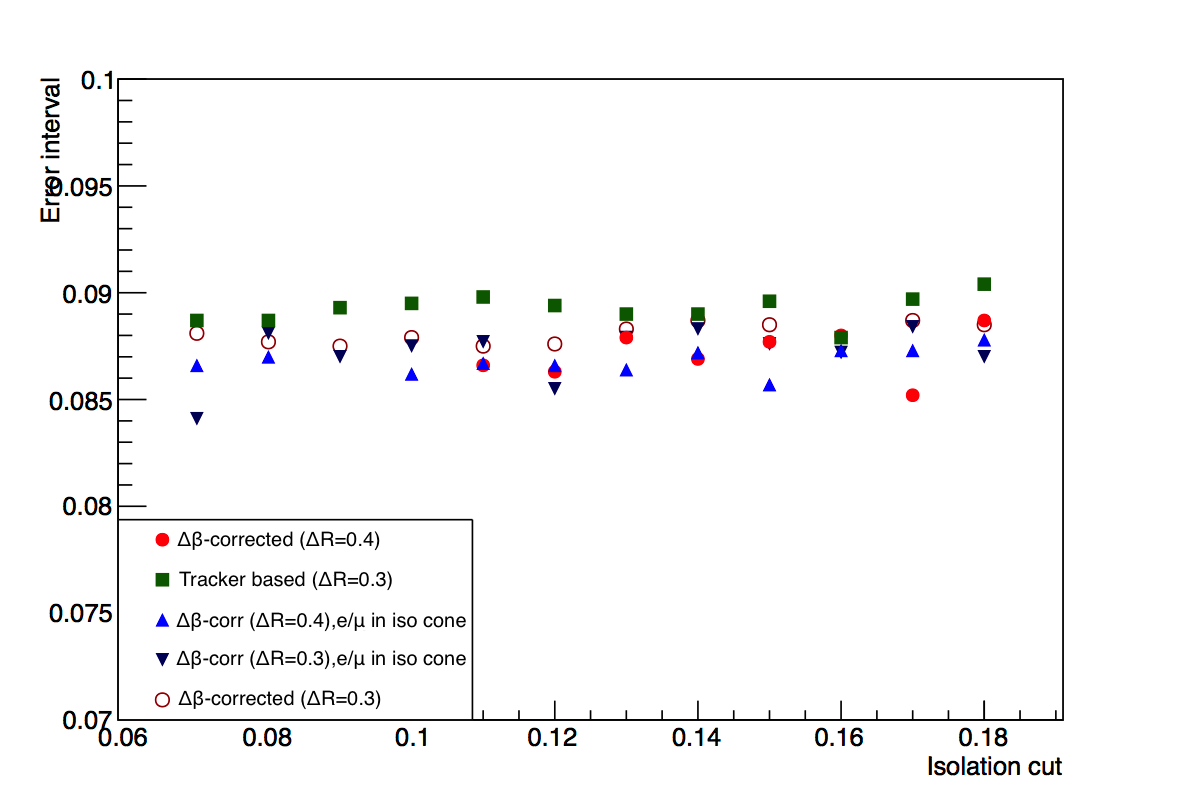 Error interval
0.1
0.095
0.09
0.085
0.08
0.075
0.07
Δβ-corrected (ΔR=0.4)
Tracker based (ΔR=0.3)
Δβ-corr (ΔR=0.4),e/μ in iso cone
Δβ-corr (ΔR=0.3),e/μ in iso cone
Δβ-corrected (ΔR=0.3)
0.06 0.08 0.1 0.12 0.14 0.16 0.18
Isolation cut